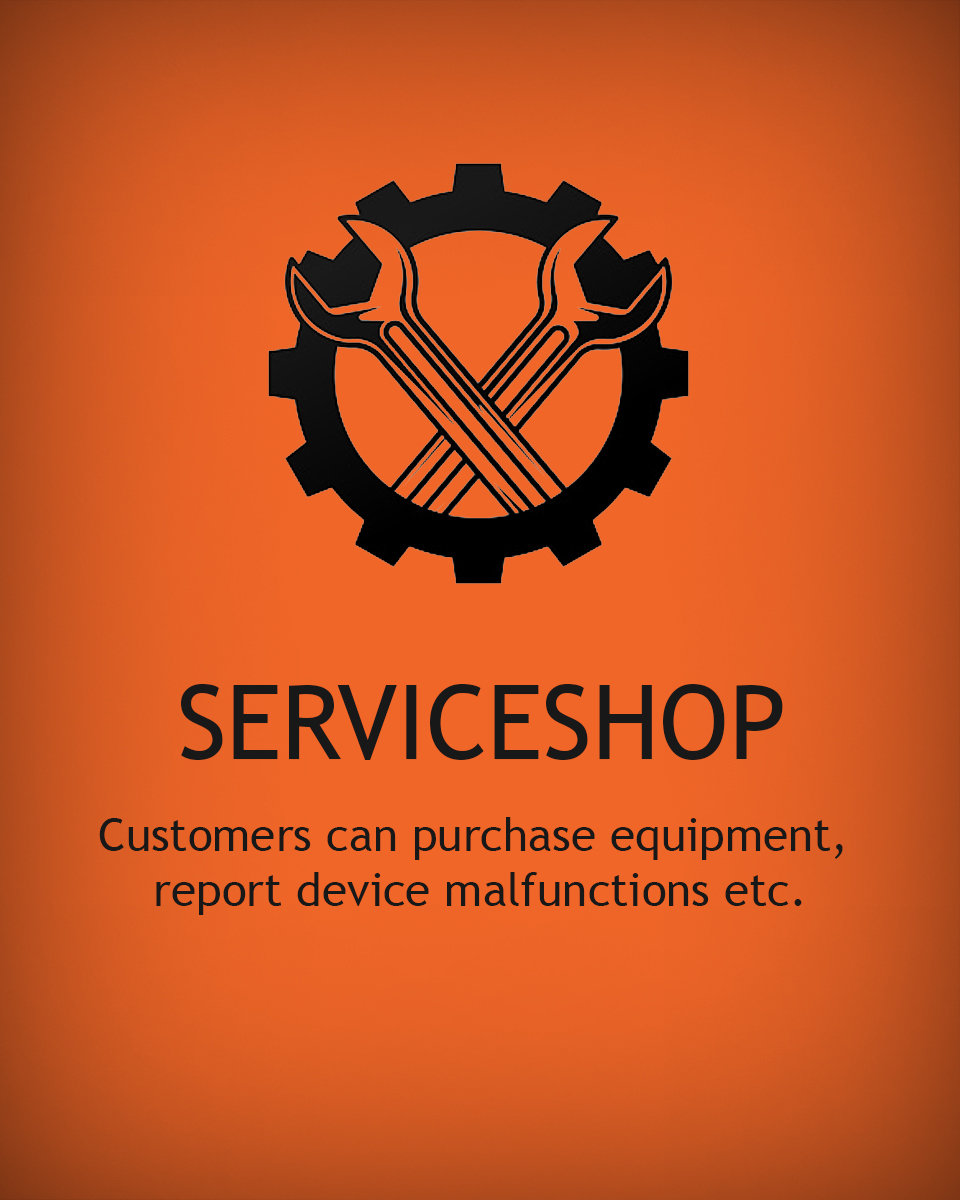 SERVICESHOP
Customers can purchase equipment,
report device malfunctions etc.